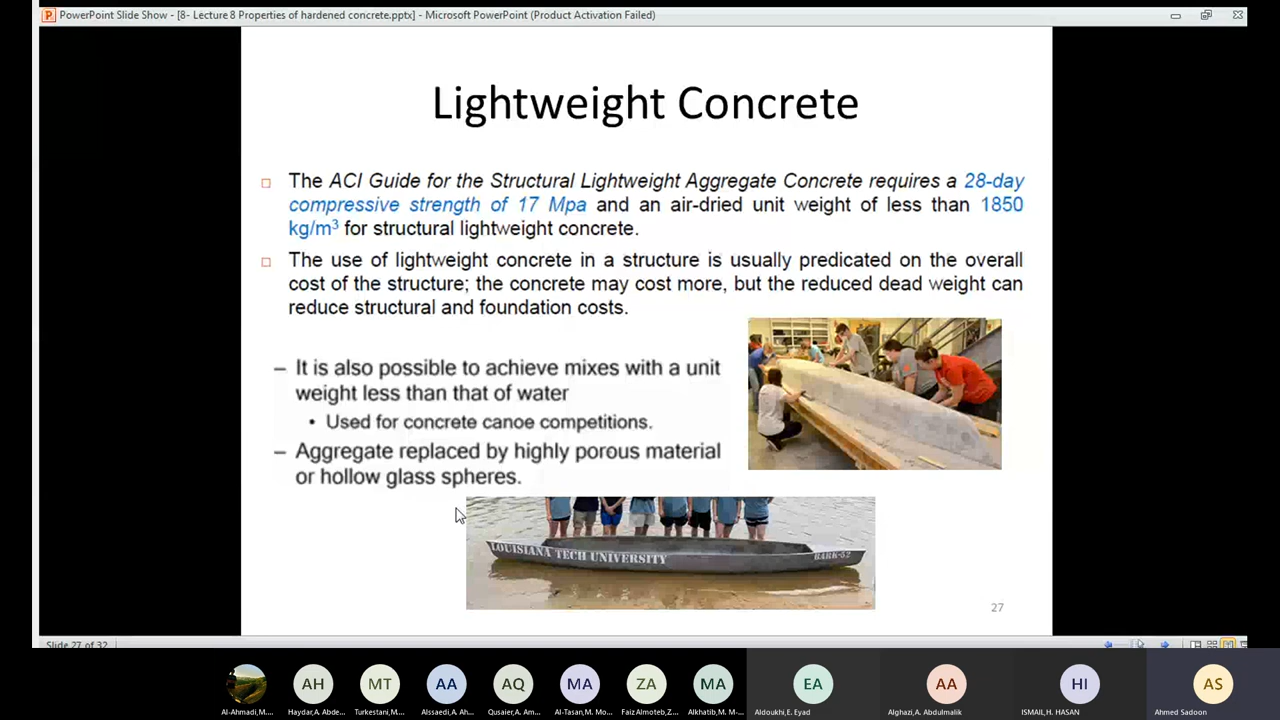 PowerPoint Slide Show - [8- Lecture 8 Properties of hardened concrete.pptx] - Microsoft PowerPoint (Product Activation Failed)
Lightweight Concrete
The ACI Guide for the Structural Lightweight Aggregate Concrete requires a 28-day
compressive strength of 17 Mpa and an air-dried unit weight of less than 1850
kg/m³ for structural lightweight concrete.
The use of lightweight concrete in a structure is usually predicated on the overall
cost of the structure; the concrete may cost more, but the reduced dead weight can
reduce structural and foundation costs.
– It is also possible to achieve mixes with a unit
weight less than that of water
• Used for concrete canoe competitions.
– Aggregate replaced by highly porous material
or hollow glass spheres.
LOUISIANA TECH UNIVERSITY BARK-52
27
Slide 27 of 32
AH MT AA AQ MA ZA MA EA AA HI AS
Al-Ahmadi,M.... Haydar,A. Abde... Turkestani,M.... Alssaedi,A. Ah... Qusaier,A. Am... Al-Tasan,M. Mo... FaizAlmoteb,Z... Alkhatib,M. M-... Aldoukhi,E. Eyad Alghazi,A. Abdulmalik ISMAIL,H. HASAN Ahmed Sadoon